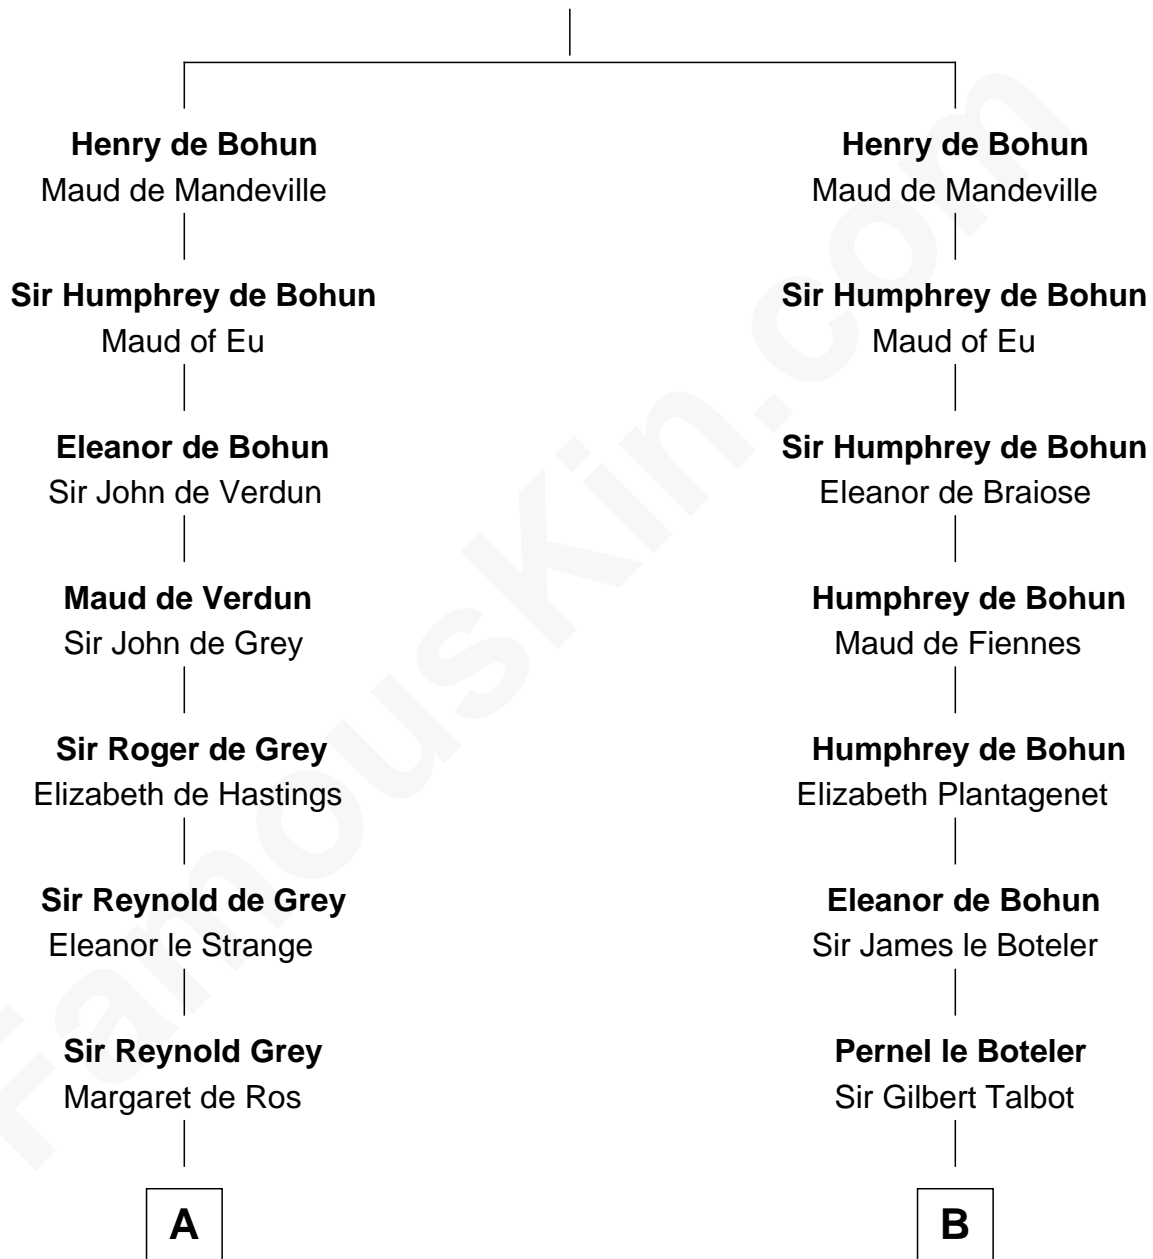 Henry de Bohun
Maud de Mandeville
Sir Humphrey de Bohun
Maud of Eu
Eleanor de Bohun
Sir John de Verdun
Maud de Verdun
Sir John de Grey
Sir Roger de Grey
Elizabeth de Hastings
Sir Reynold de Grey
Eleanor le Strange
Sir Reynold Grey
Margaret de Ros
A
Henry de Bohun
Maud de Mandeville
Sir Humphrey de Bohun
Maud of Eu
Sir Humphrey de Bohun
Eleanor de Braiose
Humphrey de Bohun
Maud de Fiennes
Humphrey de Bohun
Elizabeth Plantagenet
Eleanor de Bohun
Sir James le Boteler
Pernel le Boteler
Sir Gilbert Talbot
B
FamousKin.com